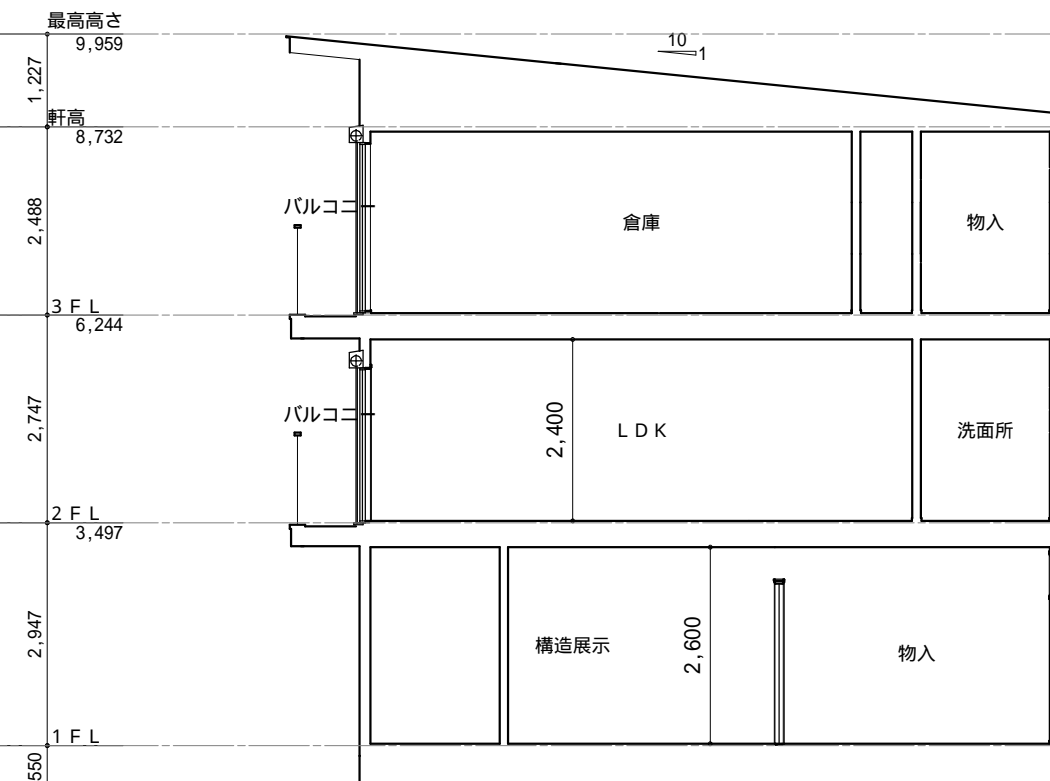 最高高さ
9,959
10
1
1,227
軒高
8,732
2,488
バルコニ
倉庫
物入
3ＦＬ
6,244
2,747
バルコニ
2,400
ＬＤＫ
洗面所
2ＦＬ
3,497
2,947
構造展示
2,600
物入
1ＦＬ
550